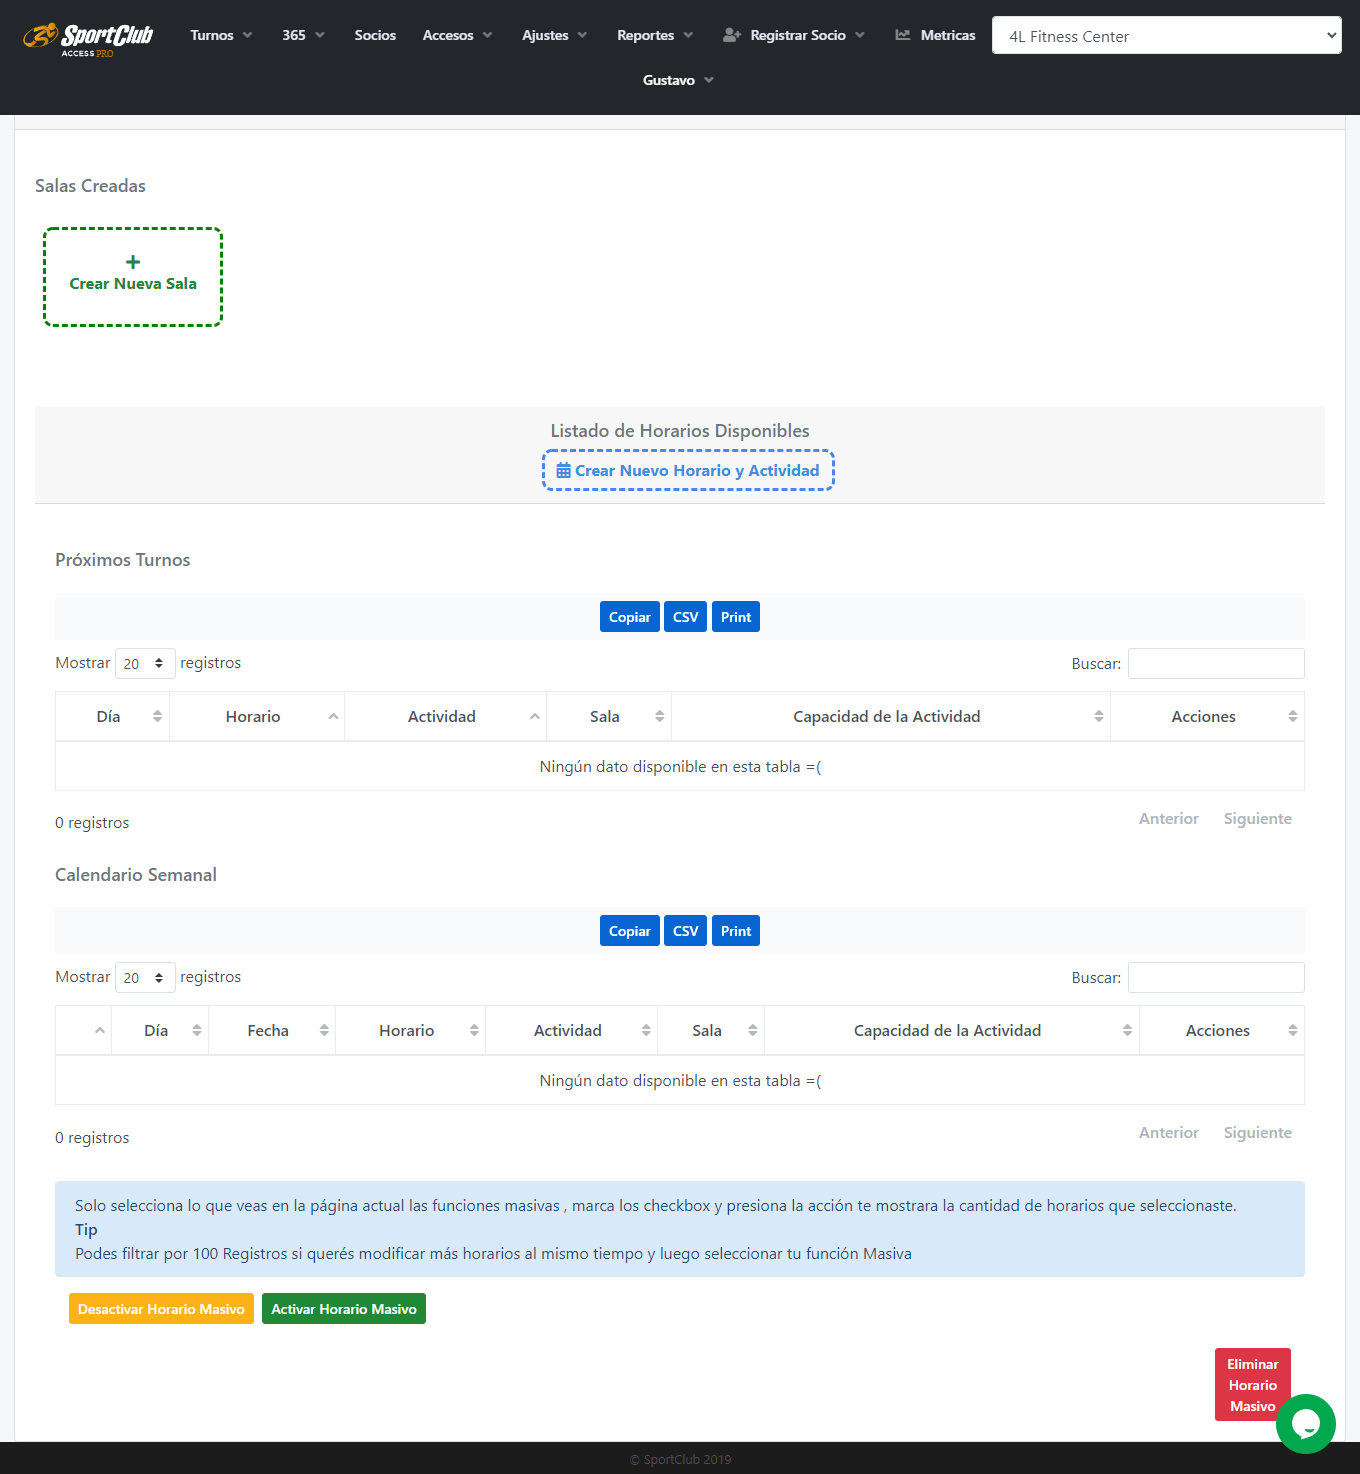 SportClub
ACCESS PRO
Turnos
365
Socios
Accesos
Ajustes
Reportes
Registrar Socio
Metricas
4L Fitness Center
Gustavo
Salas Creadas
Crear Nueva Sala
Listado de Horarios Disponibles
Crear Nuevo Horario y Actividad
Próximos Turnos
Copiar CSV Print
Mostrar 20 registros
Buscar:
Día Horario Actividad Sala Capacidad de la Actividad Acciones
Ningún dato disponible en esta tabla =(
0 registros
Anterior Siguiente
Calendario Semanal
Copiar CSV Print
Mostrar 20 registros
Buscar:
Día Fecha Horario Actividad Sala Capacidad de la Actividad Acciones
Ningún dato disponible en esta tabla =(
0 registros
Anterior Siguiente
Solo selecciona lo que veas en la página actual las funciones masivas , marca los checkbox y presiona la acción te mostrara la cantidad de horarios que seleccionaste.
Tip
Podes filtrar por 100 Registros si querés modificar más horarios al mismo tiempo y luego seleccionar tu función Masiva
Desactivar Horario Masivo
Activar Horario Masivo
Eliminar
Horario
Masivo
© SportClub 2019